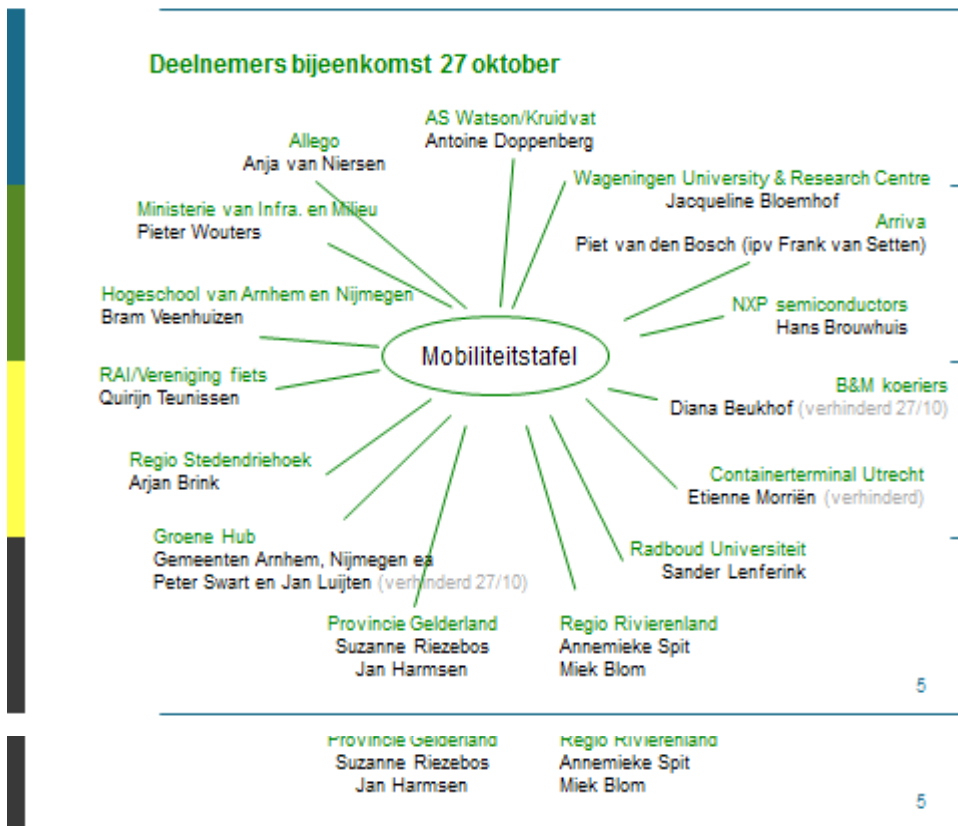 Deelnemers bijeenkomst 27 oktober
AS Watson/Kruidvat
Antoine Doppenberg
Allego
Anja van Niersen
Wageningen University & Research Centre
Jacqueline Bloemhof
Ministerie van Infra. en Milieu
Pieter Wouters
Arriva
Piet van den Bosch (ipv Frank van Setten)
Hogeschool van Arnhem en Nijmegen
Bram Veenhuizen
NXP semiconductors
Hans Brouwhuis
Mobiliteitstafel
RAI/Vereniging fiets
Quirijn Teunissen
B&M koeriers
Diana Beukhof (verhinderd 27/10)
Regio Stedendriehoek
Arjan Brink
Containerterminal Utrecht
Etienne Morriën (verhinderd)
Groene Hub
Gemeenten Arnhem, Nijmegen ea
Peter Swart en Jan Luijten (verhinderd 27/10)
Radboud Universiteit
Sander Lenferink
Provincie Gelderland
Suzanne Riezebos
Jan Harmsen
Regio Rivierenland
Annemieke Spit
Miek Blom
5
Provincie Gelderland
Suzanne Riezebos
Jan Harmsen
Regio Rivierenland
Annemieke Spit
Miek Blom
5